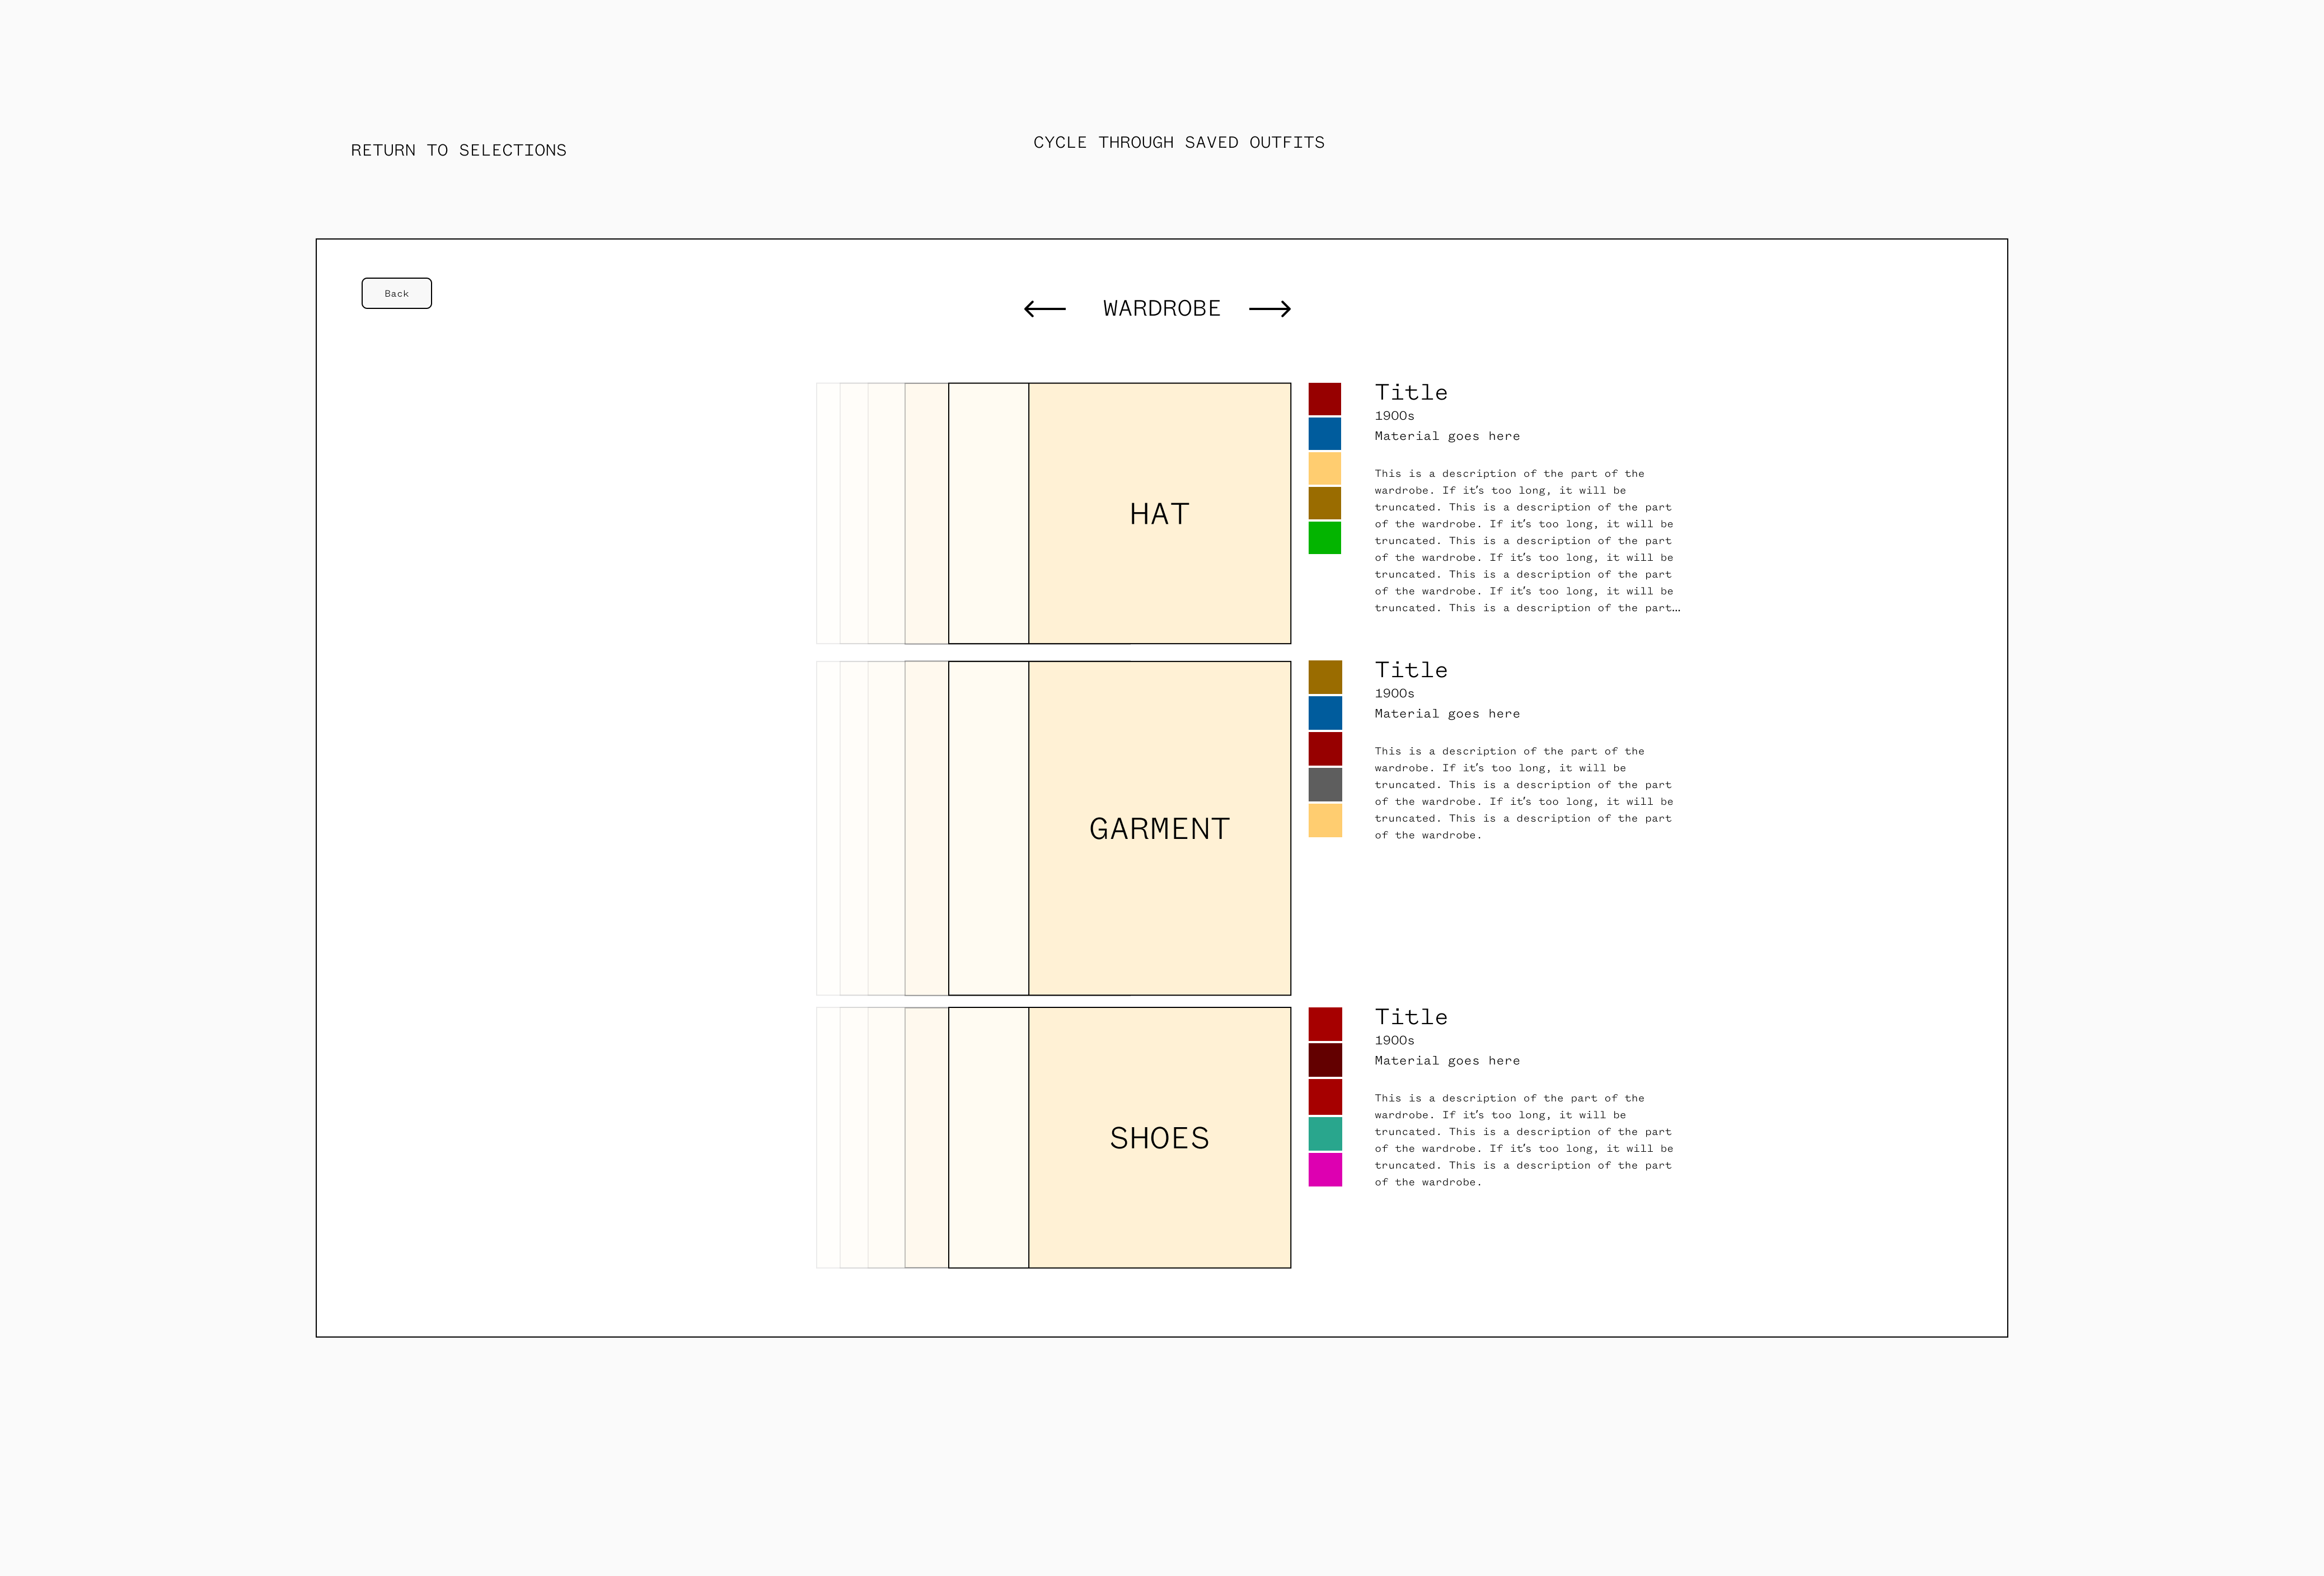 RETURN TO SELECTIONS
CYCLE THROUGH SAVED OUTFITS
Back
WARDROBE
HAT
Title
1900s
Material goes here
This is a description of the part of the
wardrobe. If it's too long, it will be
truncated. This is a description of the part
of the wardrobe. If it's too long, it will be
truncated. This is a description of the part
of the wardrobe. If it's too long, it will be
truncated. This is a description of the part
of the wardrobe. If it's too long, it will be
truncated. This is a description of the part…
GARMENT
Title
1900s
Material goes here
This is a description of the part of the
wardrobe. If it's too long, it will be
truncated. This is a description of the part
of the wardrobe. If it's too long, it will be
truncated. This is a description of the part
of the wardrobe.
SHOES
Title
1900s
Material goes here
This is a description of the part of the
wardrobe. If it's too long, it will be
truncated. This is a description of the part
of the wardrobe. If it's too long, it will be
truncated. This is a description of the part
of the wardrobe.